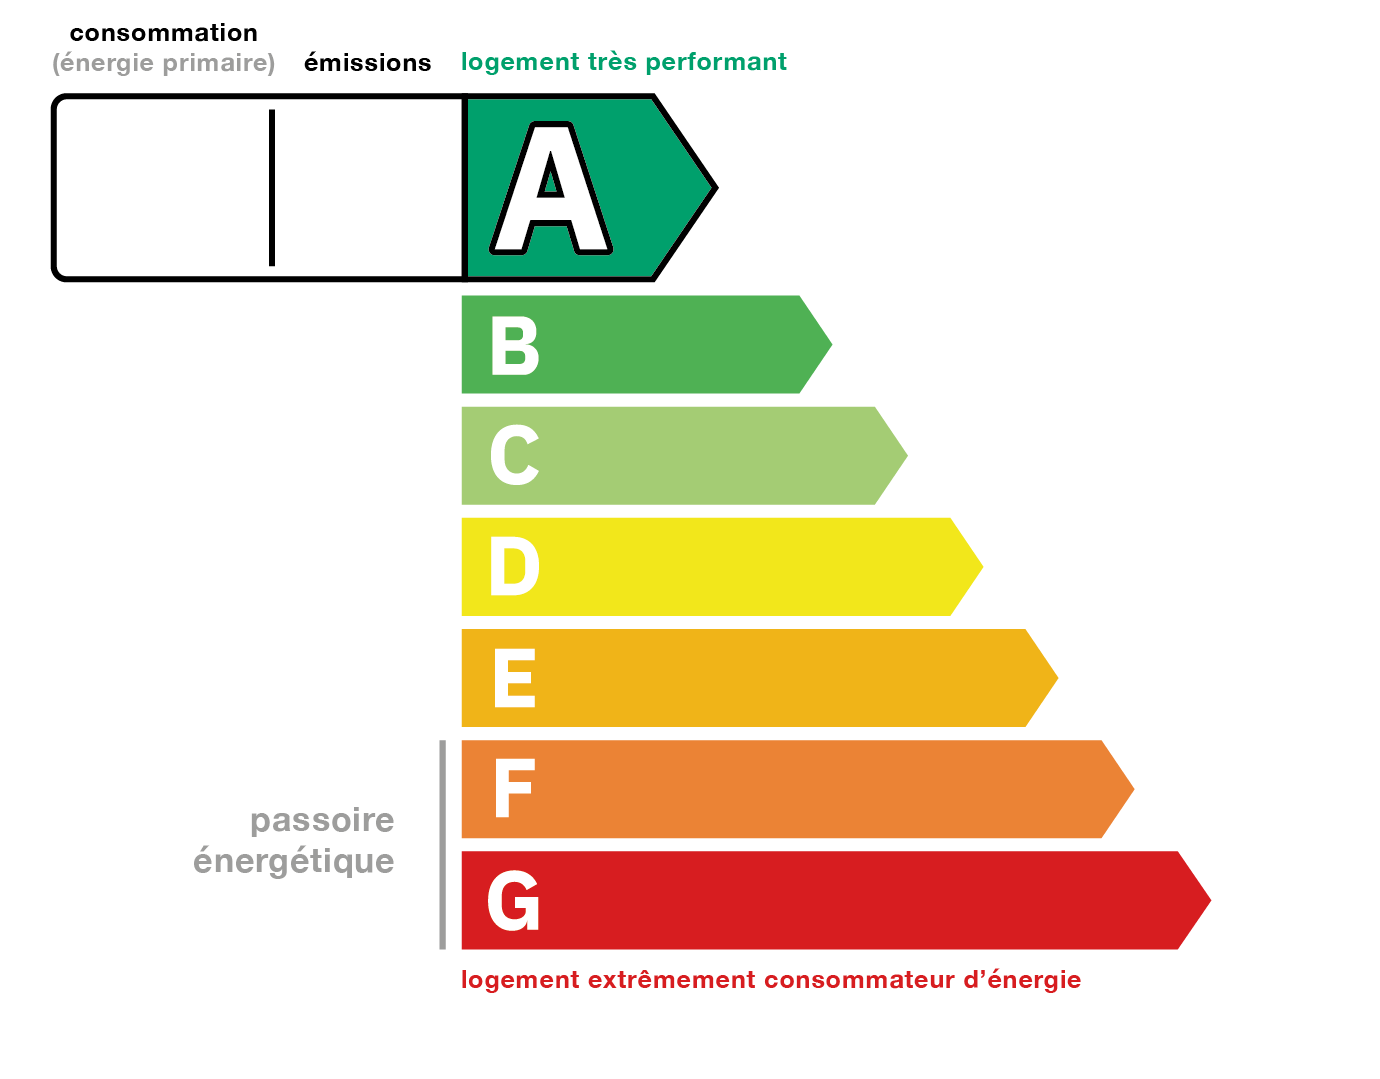 consommation
(énergie primaire)
émissions
logement très performant
A
B
C
D
E
F
G
passoire
énergétique
logement extrêmement consommateur d’énergie